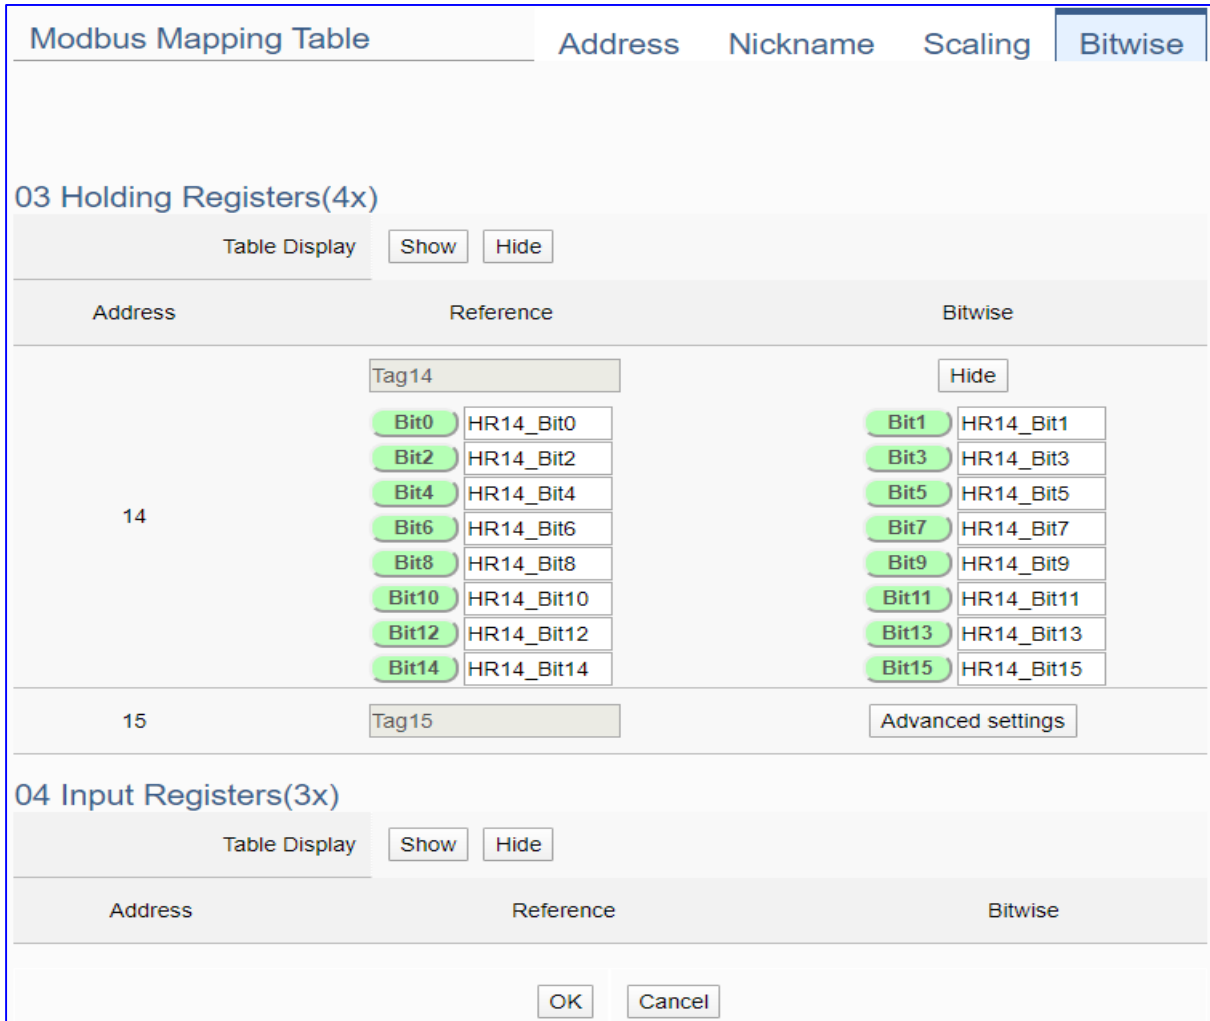 Modbus Mapping Table Address Nickname Scaling Bitwise
03 Holding Registers(4x)
Table Display Show Hide
Address Reference Bitwise
Tag14 Hide
Bit0 HR14_Bit0 Bit1 HR14_Bit1
Bit2 HR14_Bit2 Bit3 HR14_Bit3
Bit4 HR14_Bit4 Bit5 HR14_Bit5
14
Bit6 HR14_Bit6 Bit7 HR14_Bit7
Bit8 HR14_Bit8 Bit9 HR14_Bit9
Bit10 HR14_Bit10 Bit11 HR14_Bit11
Bit12 HR14_Bit12 Bit13 HR14_Bit13
Bit14 HR14_Bit14 Bit15 HR14_Bit15
15 Tag15 Advanced settings
04 Input Registers(3x)
Table Display Show Hide
Address Reference Bitwise
OK Cancel